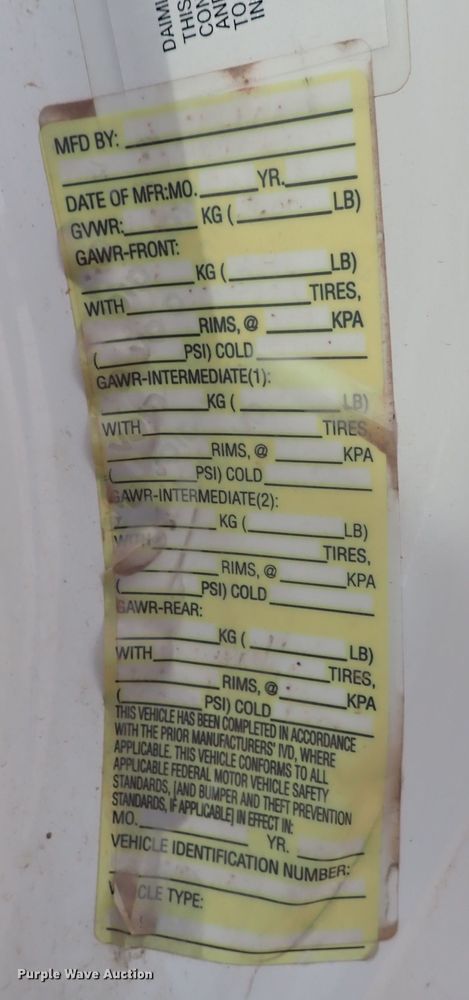 DAIML
THIS
CON
AND
TO
IN
MFD BY:
DATE OF MFR:MO. YR.
GVWR: KG ( LB)
GAWR-FRONT:
KG ( LB)
WITH TIRES,
RIMS, @ KPA
( PSI) COLD
GAWR-INTERMEDIATE(1):
KG ( LB)
WITH TIRES,
RIMS, @ KPA
( PSI) COLD
GAWR-INTERMEDIATE(2):
KG ( LB)
WITH TIRES,
RIMS, @ KPA
( PSI) COLD
GAWR-REAR:
KG ( LB)
WITH TIRES,
RIMS, @ KPA
( PSI) COLD
THIS VEHICLE HAS BEEN COMPLETED IN ACCORDANCE
WITH THE PRIOR MANUFACTURERS' IVD, WHERE
APPLICABLE. THIS VEHICLE CONFORMS TO ALL
APPLICABLE FEDERAL MOTOR VEHICLE SAFETY
STANDARDS, [AND BUMPER AND THEFT PREVENTION
STANDARDS, IF APPLICABLE] IN EFFECT IN:
MO. YR.
VEHICLE IDENTIFICATION NUMBER:
VEHICLE TYPE:
Purple Wave Auction